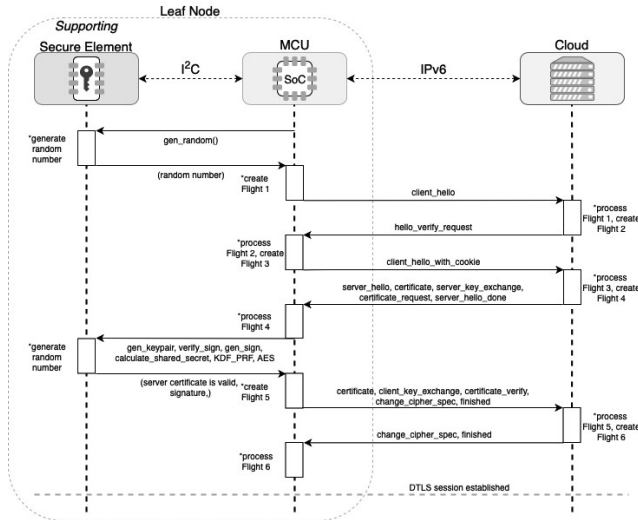 Leaf Node
Supporting
Secure Element
MCU
Cloud
I²C
IPv6
SoC
*generate
random
number
gen_random()
(random number)
*create
Flight 1
client_hello
*process
Flight 1, create
Flight 2
hello_verify_request
*process
Flight 2, create
Flight 3
client_hello_with_cookie
*process
Flight 3, create
Flight 4
server_hello, certificate, server_key_exchange,
certificate_request, server_hello_done
*process
Flight 4
*generate
random
number
gen_keypair, verify_sign, gen_sign,
calculate_shared_secret, KDF_PRF, AES
(server certificate is valid,
signature,)
*create
Flight 5
certificate, client_key_exchange, certificate_verify,
change_cipher_spec, finished
*process
Flight 5, create
Flight 6
change_cipher_spec, finished
*process
Flight 6
DTLS session established